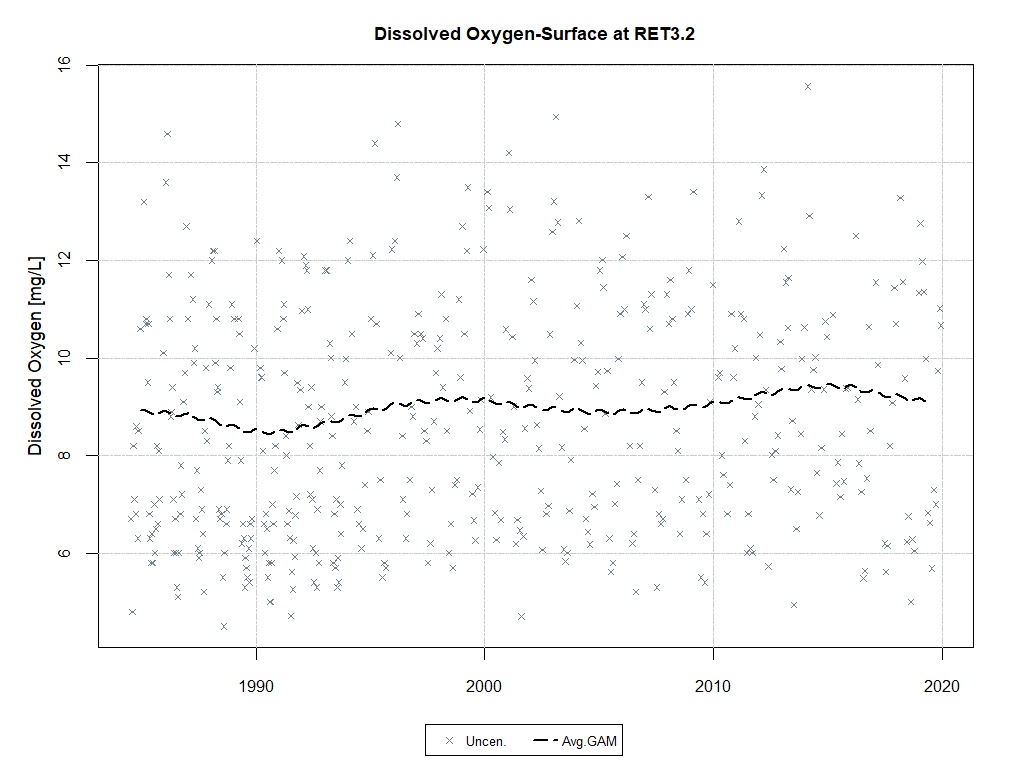 Dissolved Oxygen-Surface at RET3.2
Dissolved Oxygen [mg/L]
16
14
12
10
8
6
1990 2000 2010 2020
Uncen. Avg.GAM